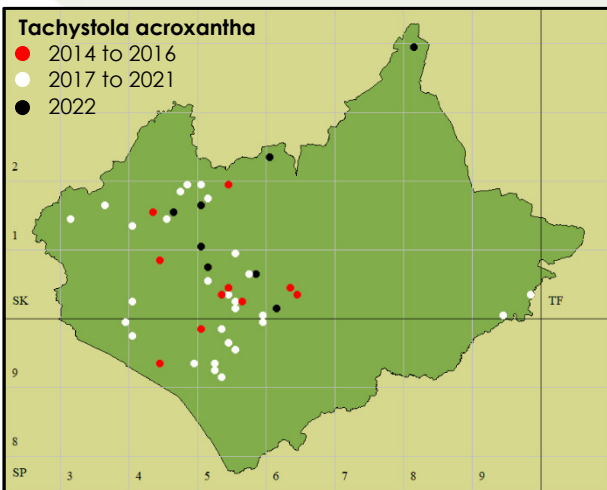 Tachystola acroxantha
2014 to 2016
2017 to 2021
2022
2
1
SK
TF
9
8
SP
3 4 5 6 7 8 9